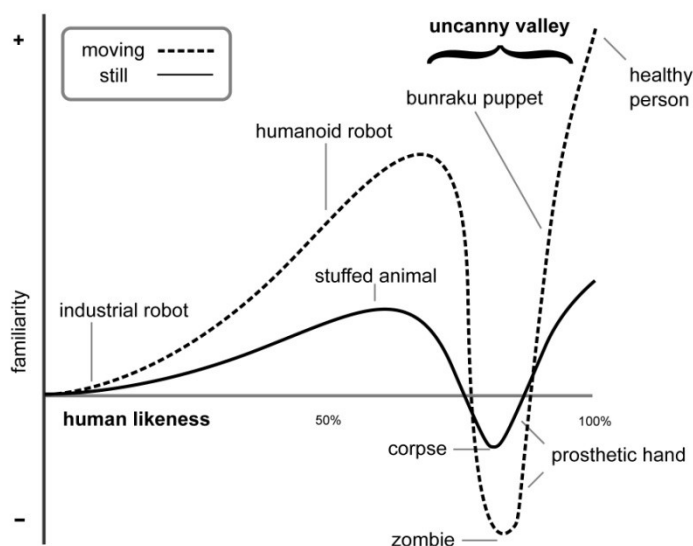 +
uncanny valley
moving
still
healthy
person
bunraku puppet
humanoid robot
stuffed animal
industrial robot
familiarity
human likeness
50%
100%
corpse
prosthetic hand
–
zombie